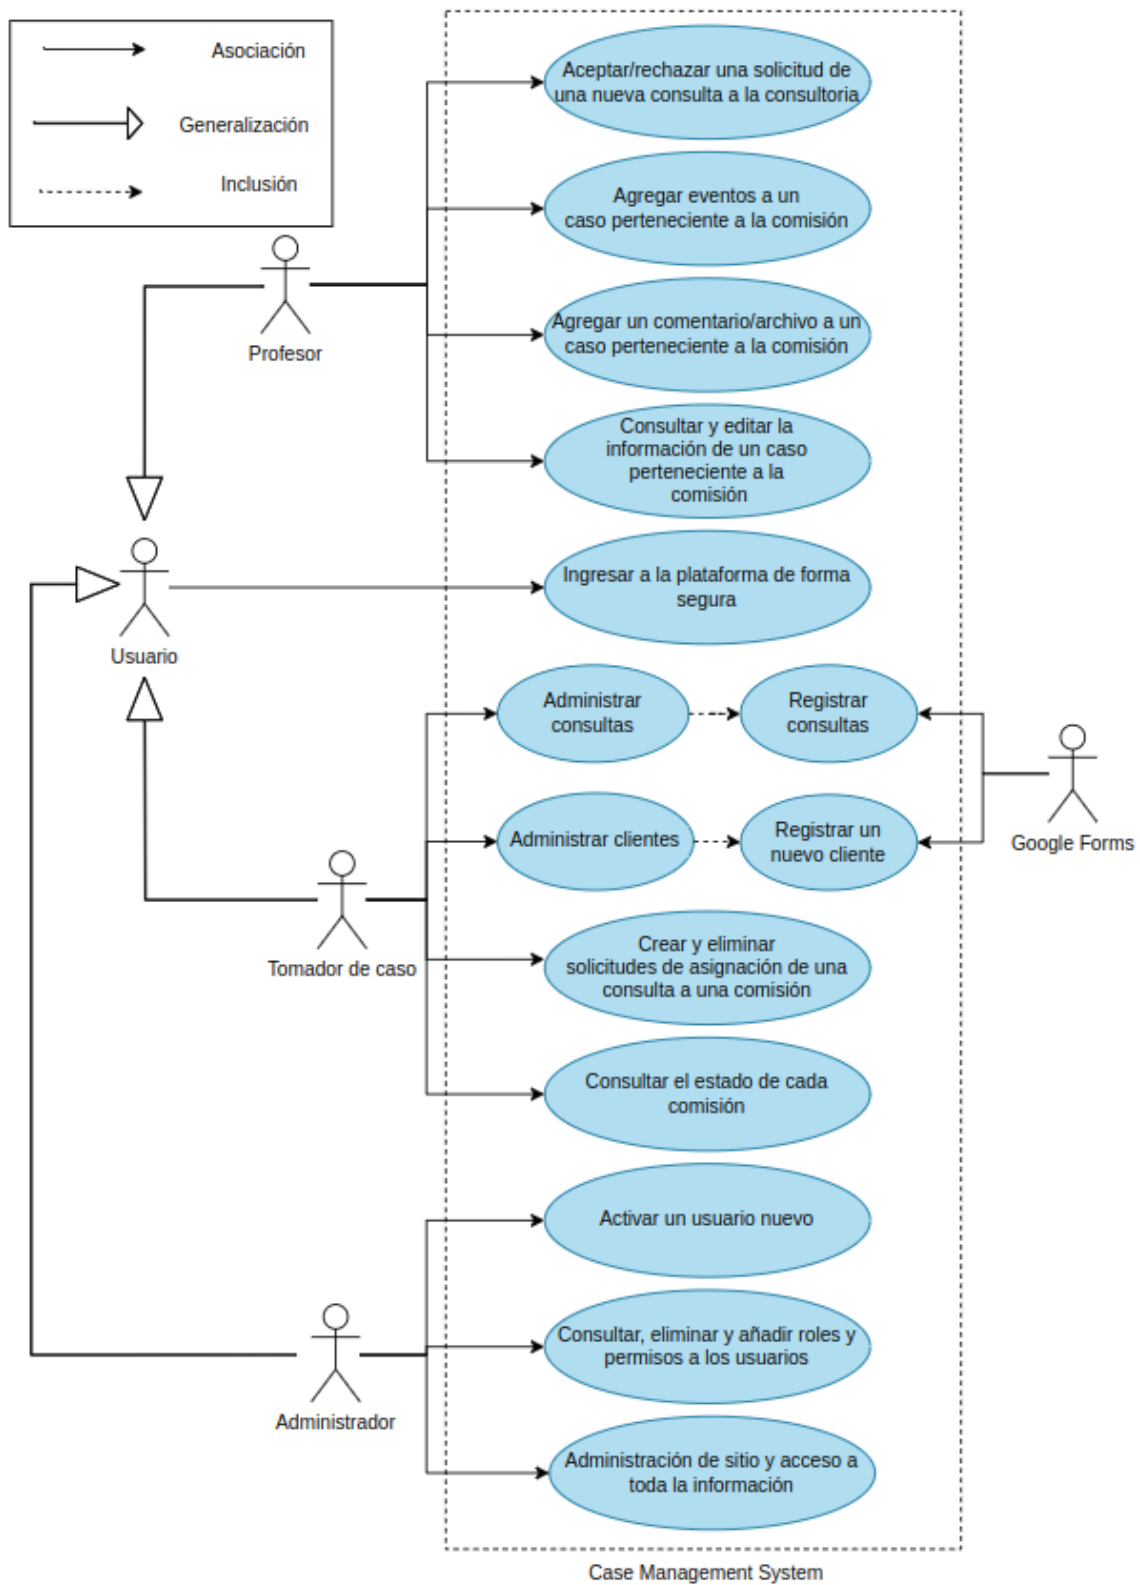 Asociación
Generalización
Inclusión
Aceptar/rechazar una solicitud de
una nueva consulta a la consultoria
Agregar eventos a un
caso perteneciente a la comisión
Profesor
Agregar un comentario/archivo a un
caso perteneciente a la comisión
Consultar y editar la
información de un caso
perteneciente a la
comisión
Ingresar a la plataforma de forma
segura
Usuario
Administrar
consultas
Registrar
consultas
Administrar clientes
Registrar un
nuevo cliente
Google Forms
Crear y eliminar
solicitudes de asignación de una
consulta a una comisión
Tomador de caso
Consultar el estado de cada
comisión
Activar un usuario nuevo
Consultar, eliminar y añadir roles y
permisos a los usuarios
Administrador
Administración de sitio y acceso a
toda la información
Case Management System